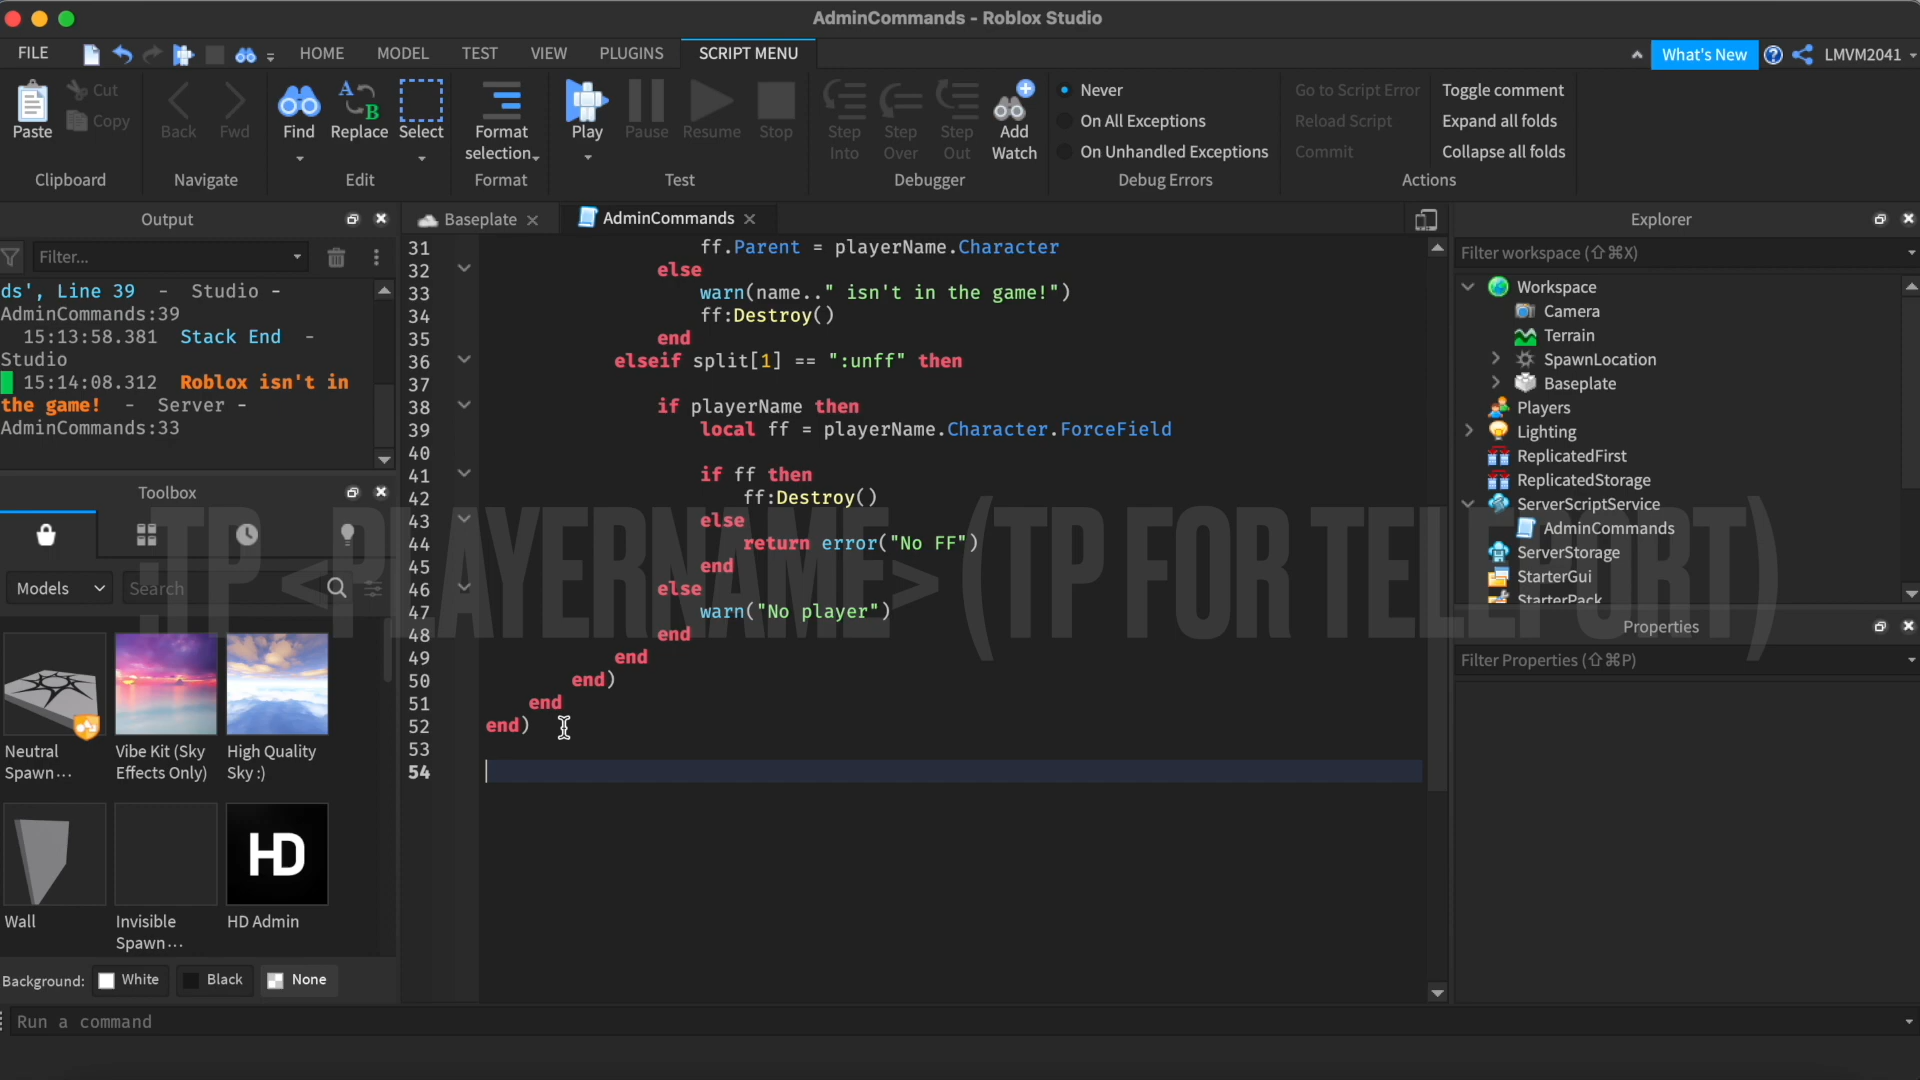 AdminCommands - Roblox Studio
FILE HOME MODEL TEST VIEW PLUGINS SCRIPT MENU What's New LMVM2041
Paste Cut Copy
Back Fwd
Find Replace Select
Format selection
Play Pause Resume Stop
Step Into Step Over Step Out Add Watch
Never
On All Exceptions
On Unhandled Exceptions
Go to Script Error
Reload Script
Commit
Toggle comment
Expand all folds
Collapse all folds
Clipboard Navigate Edit Format Test Debugger Debug Errors Actions
Output
Filter...
ds', Line 39 - Studio -
AdminCommands:39
15:13:58.381 Stack End -
Studio
15:14:08.312 Roblox isn't in
the game! - Server -
AdminCommands:33
Toolbox
Models Search
Neutral Spawn...
Vibe Kit (Sky Effects Only)
High Quality Sky :)
Wall
Invisible Spawn...
HD
HD Admin
Background: White Black None
Run a command
Baseplate AdminCommands
31 ff.Parent = playerName.Character
32 else
33 warn(name.." isn't in the game!")
34 ff:Destroy()
35 end
36 elseif split[1] == ":unff" then
37
38 if playerName then
39 local ff = playerName.Character.ForceField
40
41 if ff then
42 ff:Destroy()
43 else
44 return error("No FF")
45 end
46 else
47 warn("No player")
48 end
49 end
50 end)
51 end
52 end)
53
54
:TP <PLAYERNAME> (TP FOR TELEPORT)
Explorer
Filter workspace (⇧⌘X)
Workspace
Camera
Terrain
SpawnLocation
Baseplate
Players
Lighting
ReplicatedFirst
ReplicatedStorage
ServerScriptService
AdminCommands
ServerStorage
StarterGui
StarterPack
Properties
Filter Properties (⇧⌘P)